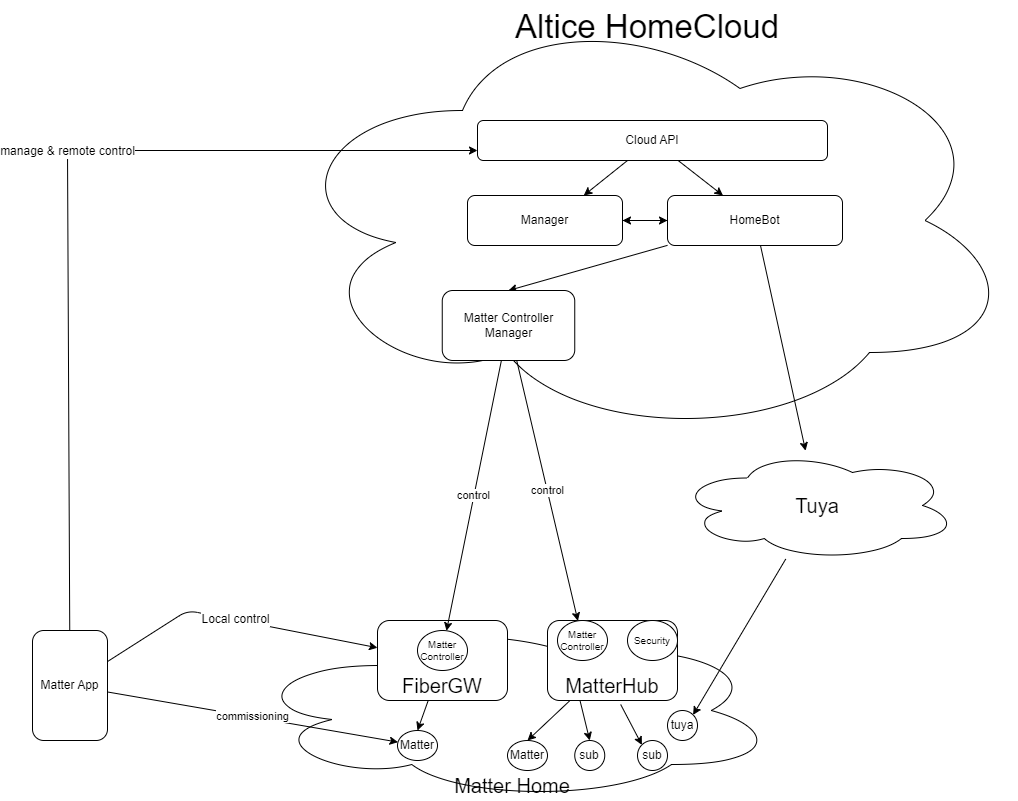 Altice HomeCloud
Cloud API
manage & remote control
Manager
HomeBot
Matter Controller
Manager
control
control
Tuya
Local control
Matter
Controller
Matter
Controller
Security
Matter App
FiberGW
MatterHub
commissioning
tuya
Matter
Matter
sub
sub
Matter Home